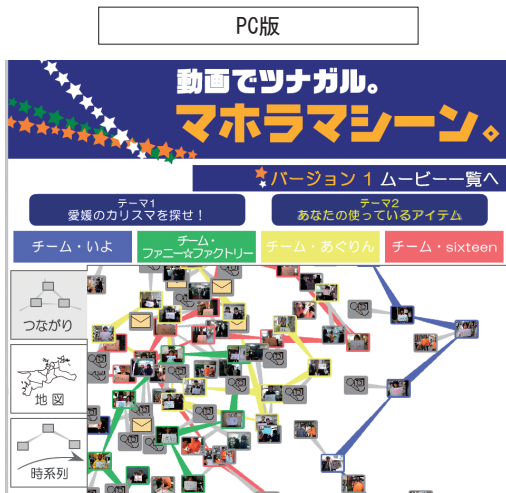 PC版
動画でツナガル。
マホラマシーン。
バージョン 1 ムービー一覧へ
テーマ1
愛媛のカリスマを探せ！
テーマ2
あなたの使っているアイテム
チーム・いよ
チーム・
ファニー☆ファクトリー
チーム・あぐりん
チーム・sixteen
つながり
地図
時系列